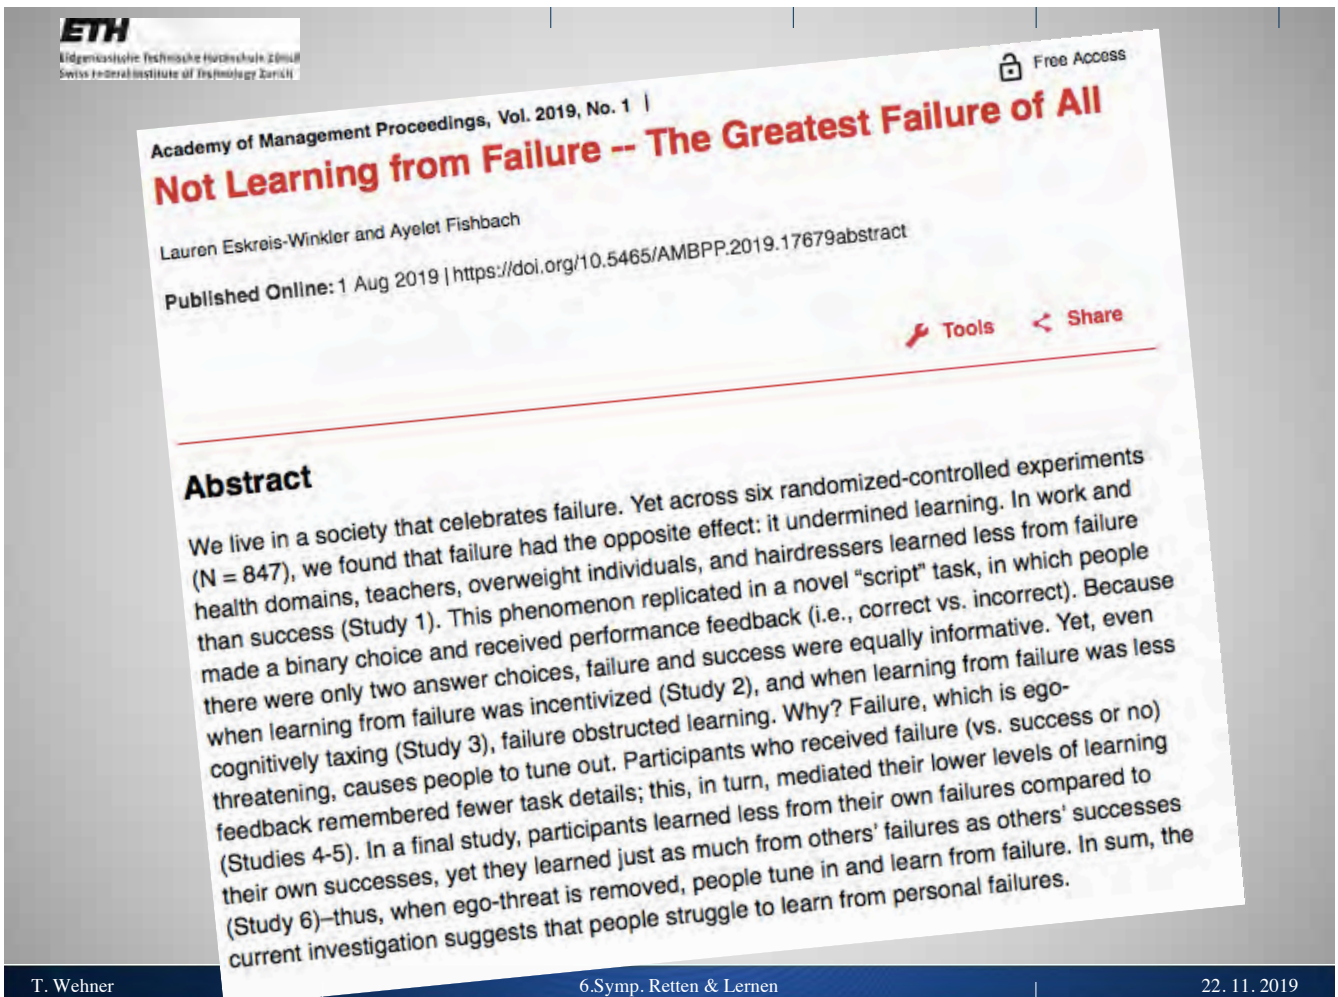 ETH
Eidgenössische Technische Hochschule Zürich
Swiss Federal Institute of Technology Zurich
Free Access
Academy of Management Proceedings, Vol. 2019, No. 1 |
Not Learning from Failure -- The Greatest Failure of All
Lauren Eskreis-Winkler and Ayelet Fishbach
Published Online: 1 Aug 2019 | https://doi.org/10.5465/AMBPP.2019.17679abstract
Tools Share
Abstract
We live in a society that celebrates failure. Yet across six randomized-controlled experiments
(N = 847), we found that failure had the opposite effect: it undermined learning. In work and
health domains, teachers, overweight individuals, and hairdressers learned less from failure
than success (Study 1). This phenomenon replicated in a novel “script” task, in which people
made a binary choice and received performance feedback (i.e., correct vs. incorrect). Because
there were only two answer choices, failure and success were equally informative. Yet, even
when learning from failure was incentivized (Study 2), and when learning from failure was less
cognitively taxing (Study 3), failure obstructed learning. Why? Failure, which is ego-
threatening, causes people to tune out. Participants who received failure (vs. success or no)
feedback remembered fewer task details; this, in turn, mediated their lower levels of learning
(Studies 4-5). In a final study, participants learned less from their own failures compared to
their own successes, yet they learned just as much from others’ failures as others’ successes
(Study 6)–thus, when ego-threat is removed, people tune in and learn from failure. In sum, the
current investigation suggests that people struggle to learn from personal failures.
T. Wehner 6.Symp. Retten & Lernen | 22. 11. 2019